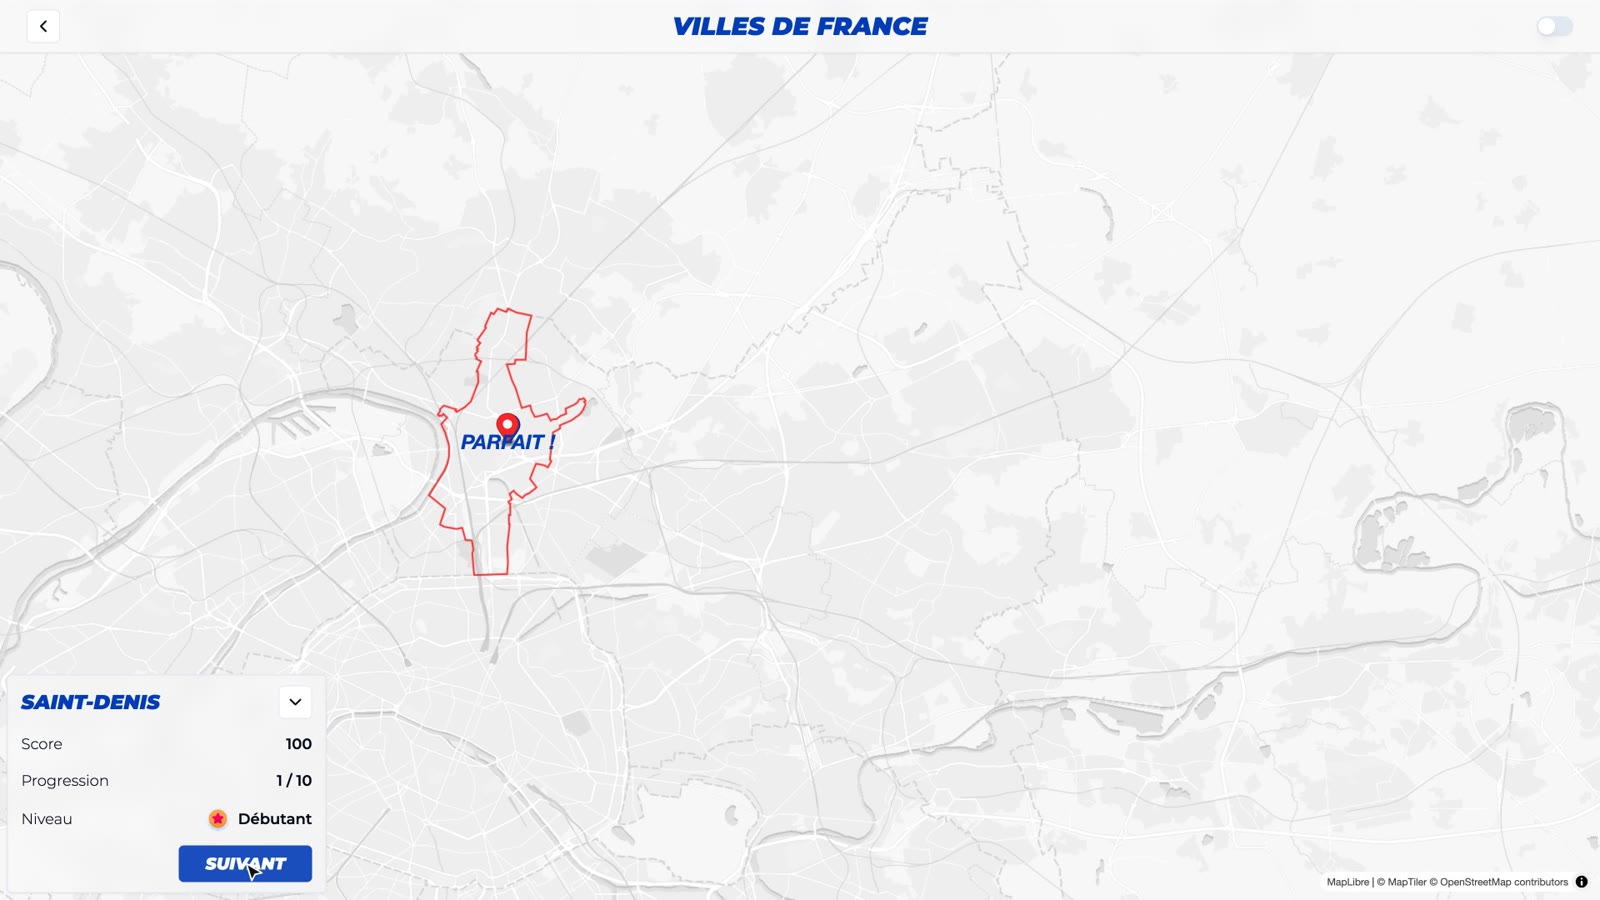 VILLES DE FRANCE
PARFAIT !
SAINT-DENIS
Score 100
Progression 1 / 10
Niveau Débutant
SUIVANT
MapLibre | © MapTiler © OpenStreetMap contributors